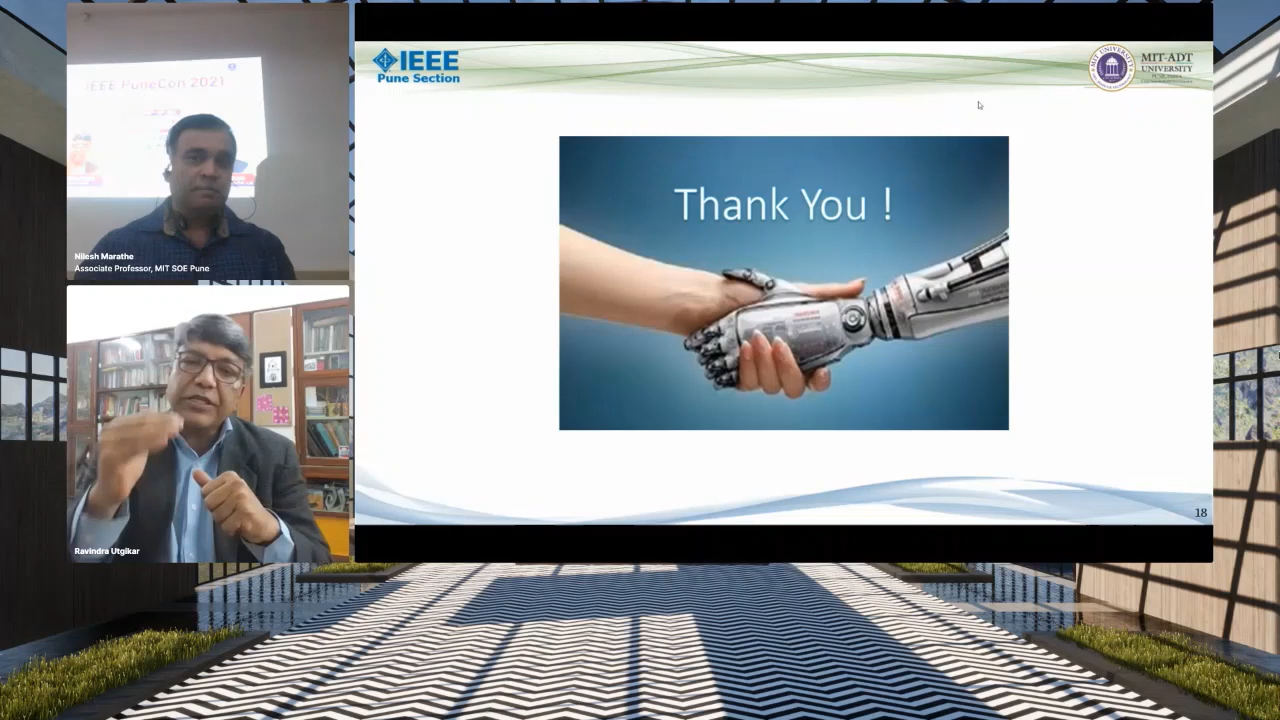 IEEE PuneCon 2021
Nilesh Marathe
Associate Professor, MIT SOE Pune
Ravindra Utgikar
IEEE
Pune Section
MIT-ADT
UNIVERSITY
Thank You !
18